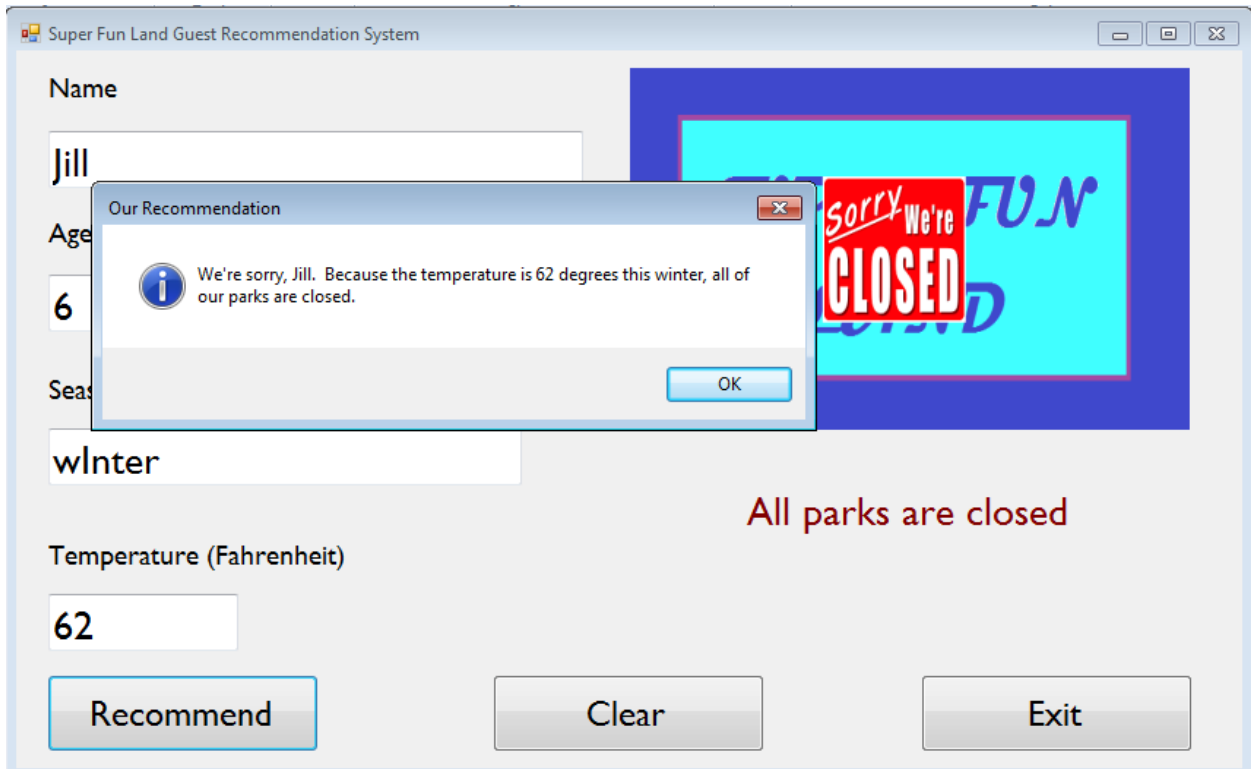 Super Fun Land Guest Recommendation System
Name
Jill
Our Recommendation
We're sorry, Jill. Because the temperature is 62 degrees this winter, all of
our parks are closed.
OK
Age
6
Seas
wInter
Temperature (Fahrenheit)
62
FUN
Sorry We're
CLOSED
All parks are closed
Recommend
Clear
Exit